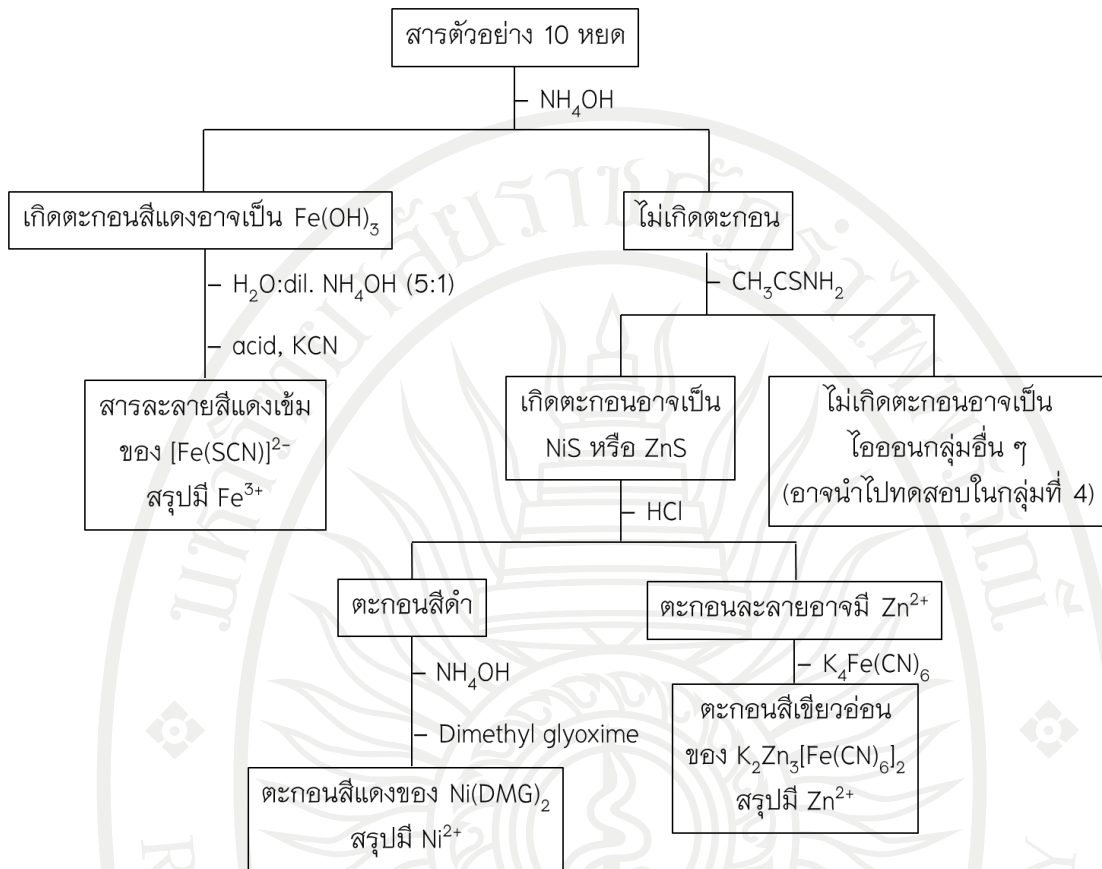 สารตัวอย่าง 10 หยด
NH₄OH
เกิดตะกอนสีแดงอาจเป็น Fe(OH)₃
ไม่เกิดตะกอน
H₂O:dil. NH₄OH (5:1)
CH₃CSNH₂
acid, KCN
สารละลายสีแดงเข้ม
ของ [Fe(SCN)]²⁻
สรุปมี Fe³⁺
เกิดตะกอนอาจเป็น
NiS หรือ ZnS
ไม่เกิดตะกอนอาจเป็น
ไอออนกลุ่มอื่น ๆ
(อาจนำไปทดสอบในกลุ่มที่ 4)
HCl
ตะกอนสีดำ
ตะกอนละลายอาจมี Zn²⁺
NH₄OH
Dimethyl glyoxime
K₄Fe(CN)₆
ตะกอนสีแดงของ Ni(DMG)₂
สรุปมี Ni²⁺
ตะกอนสีเขียวอ่อน
ของ K₂Zn₃[Fe(CN)₆]₂
สรุปมี Zn²⁺